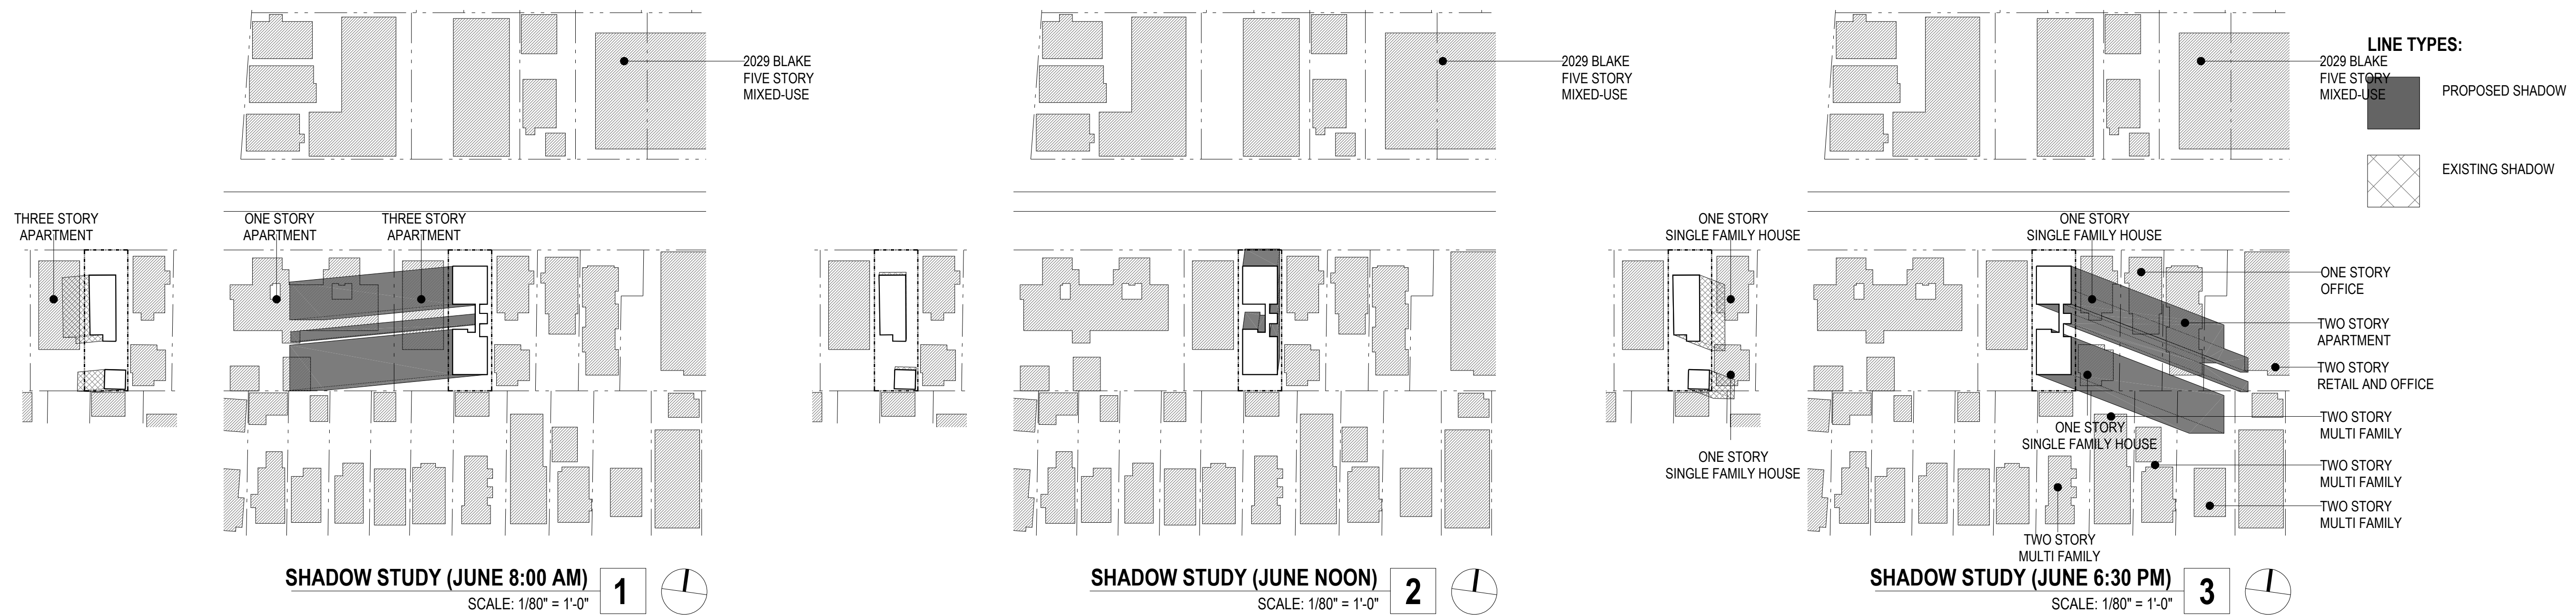 2029 BLAKE
FIVE STORY
MIXED-USE
THREE STORY
APARTMENT
ONE STORY
APARTMENT
THREE STORY
APARTMENT
SHADOW STUDY (JUNE 8:00 AM)
1
SCALE: 1/80" = 1'-0"
2029 BLAKE
FIVE STORY
MIXED-USE
SHADOW STUDY (JUNE NOON)
2
SCALE: 1/80" = 1'-0"
2029 BLAKE
FIVE STORY
MIXED-USE
ONE STORY
SINGLE FAMILY HOUSE
ONE STORY
SINGLE FAMILY HOUSE
ONE STORY
SINGLE FAMILY HOUSE
ONE STORY
OFFICE
TWO STORY
APARTMENT
TWO STORY
RETAIL AND OFFICE
TWO STORY
MULTI FAMILY
ONE STORY
SINGLE FAMILY HOUSE
TWO STORY
MULTI FAMILY
TWO STORY
MULTI FAMILY
TWO STORY
MULTI FAMILY
SHADOW STUDY (JUNE 6:30 PM)
3
SCALE: 1/80" = 1'-0"
LINE TYPES:
PROPOSED SHADOW
EXISTING SHADOW